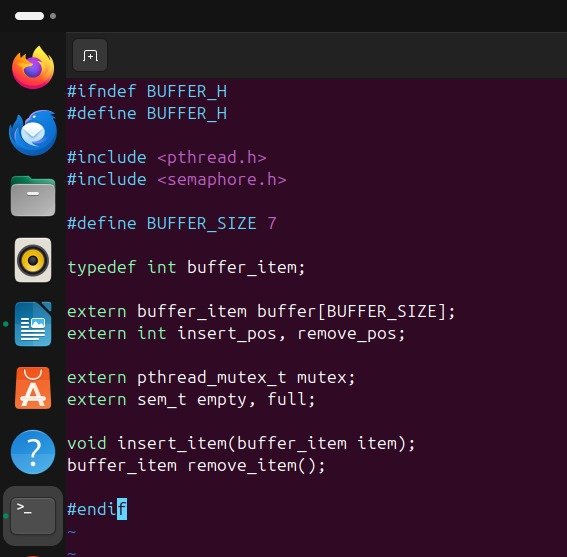 #ifndef BUFFER_H
#define BUFFER_H
#include <pthread.h>
#include <semaphore.h>
#define BUFFER_SIZE 7
typedef int buffer_item;
extern buffer_item buffer[BUFFER_SIZE];
extern int insert_pos, remove_pos;
extern pthread_mutex_t mutex;
extern sem_t empty, full;
void insert_item(buffer_item item);
buffer_item remove_item();
#endif
~
~